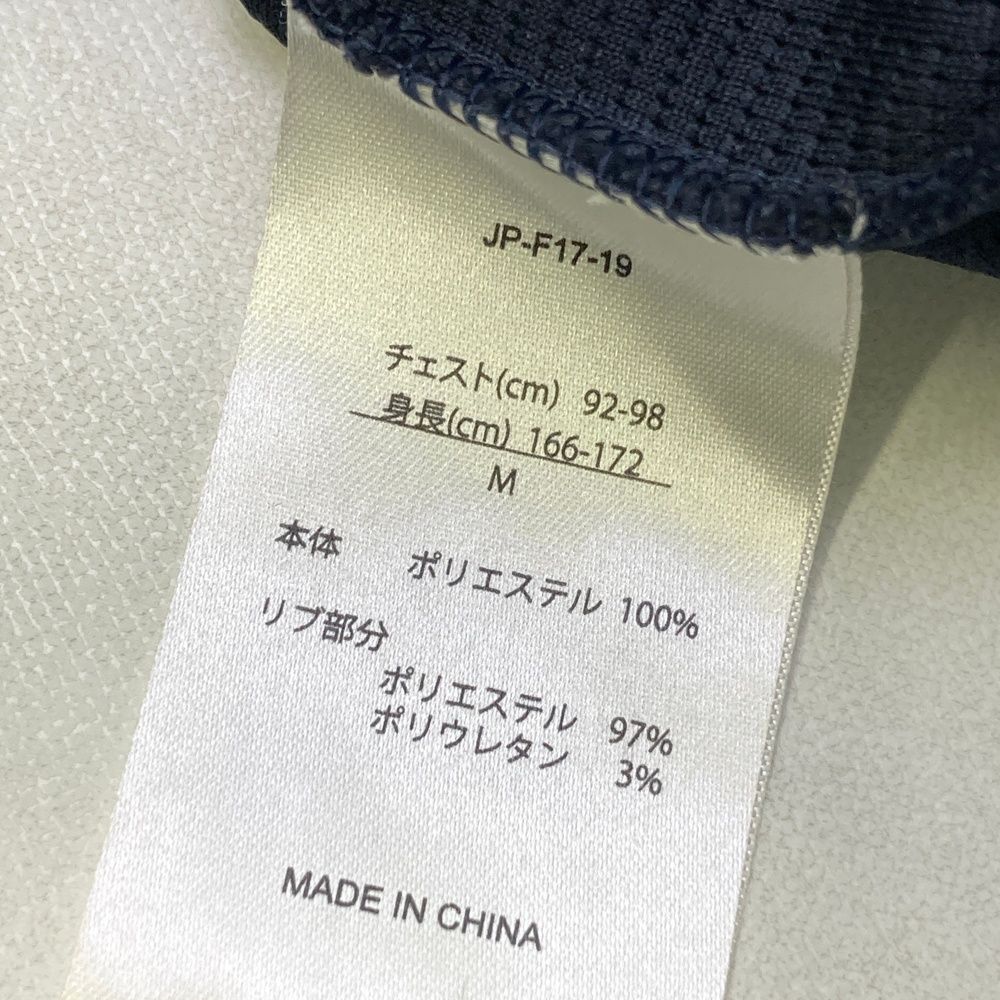 JP-F17-19
チェスト(cm) 92-98
身長(cm) 166-172
M
本体 ポリエステル 100%
リブ部分
ポリエステル 97%
ポリウレタン 3%
MADE IN CHINA